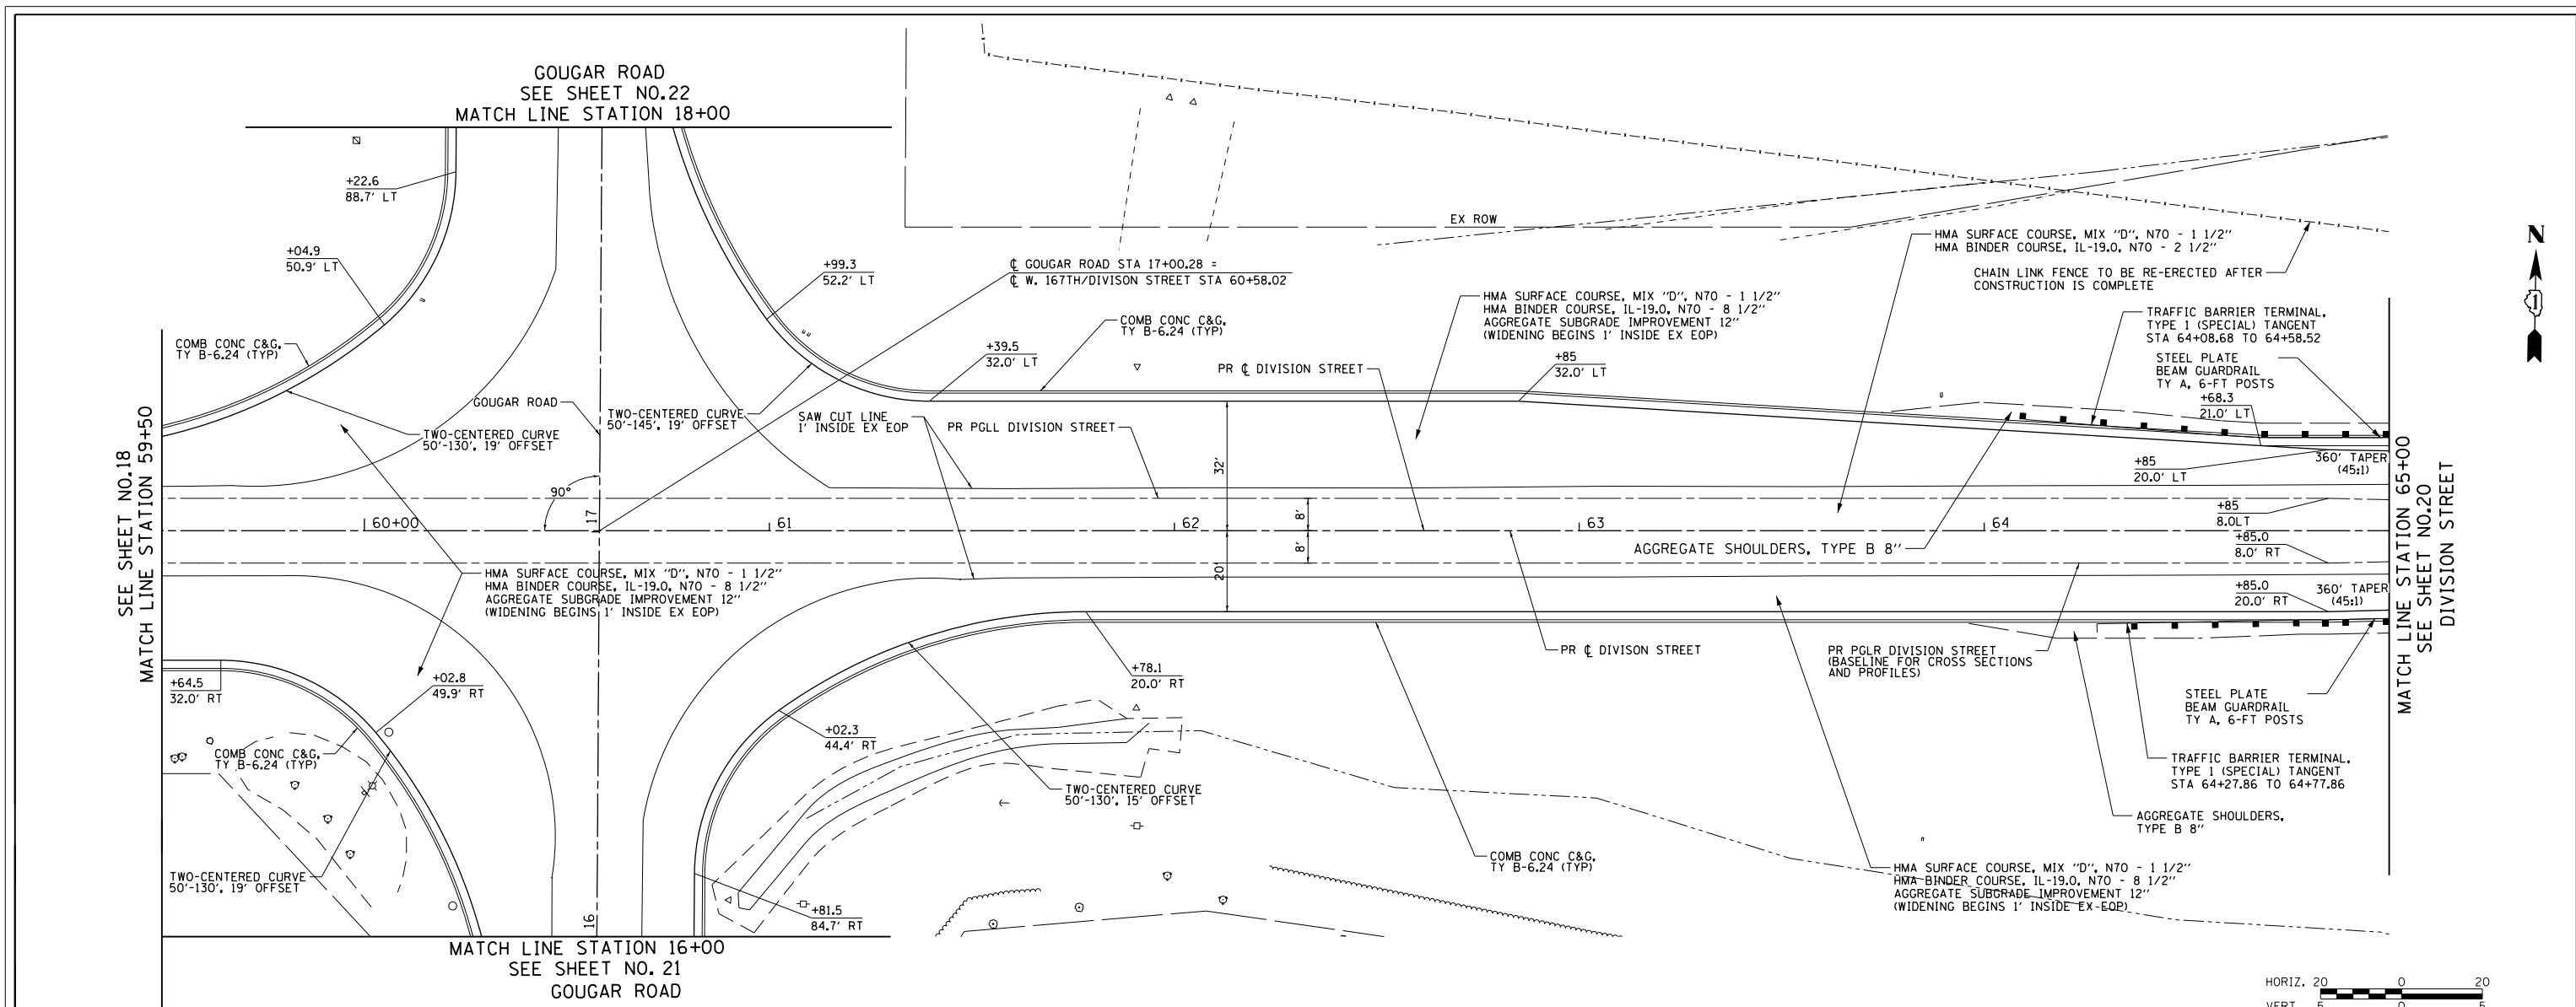 GOUGAR ROAD
SEE SHEET NO.22
MATCH LINE STATION 18+00
+22.6
88.7' LT
+04.9
50.9' LT
+99.3
52.2' LT
EX ROW
N
1
℄ GOUGAR ROAD STA 17+00.28 =
℄ W. 167TH/DIVISON STREET STA 60+58.02
HMA SURFACE COURSE, MIX "D", N70 - 1 1/2"
HMA BINDER COURSE, IL-19.0, N70 - 2 1/2"
CHAIN LINK FENCE TO BE RE-ERECTED AFTER
CONSTRUCTION IS COMPLETE
HMA SURFACE COURSE, MIX "D", N70 - 1 1/2"
HMA BINDER COURSE, IL-19.0, N70 - 8 1/2"
AGGREGATE SUBGRADE IMPROVEMENT 12"
(WIDENING BEGINS 1' INSIDE EX EOP)
TRAFFIC BARRIER TERMINAL,
TYPE 1 (SPECIAL) TANGENT
STA 64+08.68 TO 64+58.52
COMB CONC C&G,
TY B-6.24 (TYP)
COMB CONC C&G,
TY B-6.24 (TYP)
+39.5
32.0' LT
+85
32.0' LT
PR ℄ DIVISION STREET
STEEL PLATE
BEAM GUARDRAIL
TY A, 6-FT POSTS
+68.3
21.0' LT
GOUGAR ROAD
TWO-CENTERED CURVE
50'-145', 19' OFFSET
SAW CUT LINE
1' INSIDE EX EOP
PR PGLL DIVISION STREET
TWO-CENTERED CURVE
50'-130', 19' OFFSET
SEE SHEET NO.18
MATCH LINE STATION 59+50
32'
+85
20.0' LT
360' TAPER
(45:1)
90°
17
60+00
61
62
63
64
8'
8'
20'
+85
8.0LT
+85.0
8.0' RT
AGGREGATE SHOULDERS, TYPE B 8"
+85.0
20.0' RT
360' TAPER
(45:1)
MATCH LINE STATION 65+00
SEE SHEET NO.20
DIVISION STREET
HMA SURFACE COURSE, MIX "D", N70 - 1 1/2"
HMA BINDER COURSE, IL-19.0, N70 - 8 1/2"
AGGREGATE SUBGRADE IMPROVEMENT 12"
(WIDENING BEGINS 1' INSIDE EX EOP)
+64.5
32.0' RT
+02.8
49.9' RT
+78.1
20.0' RT
PR ℄ DIVISON STREET
PR PGLR DIVISION STREET
(BASELINE FOR CROSS SECTIONS
AND PROFILES)
STEEL PLATE
BEAM GUARDRAIL
TY A, 6-FT POSTS
COMB CONC C&G,
TY B-6.24 (TYP)
+02.3
44.4' RT
TWO-CENTERED CURVE
50'-130', 15' OFFSET
TRAFFIC BARRIER TERMINAL,
TYPE 1 (SPECIAL) TANGENT
STA 64+27.86 TO 64+77.86
AGGREGATE SHOULDERS,
TYPE B 8"
TWO-CENTERED CURVE
50'-130', 19' OFFSET
COMB CONC C&G,
TY B-6.24 (TYP)
HMA SURFACE COURSE, MIX "D", N70 - 1 1/2"
HMA BINDER COURSE, IL-19.0, N70 - 8 1/2"
AGGREGATE SUBGRADE IMPROVEMENT 12"
(WIDENING BEGINS 1' INSIDE EX-EOP)
16
+81.5
84.7' RT
MATCH LINE STATION 16+00
SEE SHEET NO. 21
GOUGAR ROAD
HORIZ. 20 0 20
VERT. 5 0 5